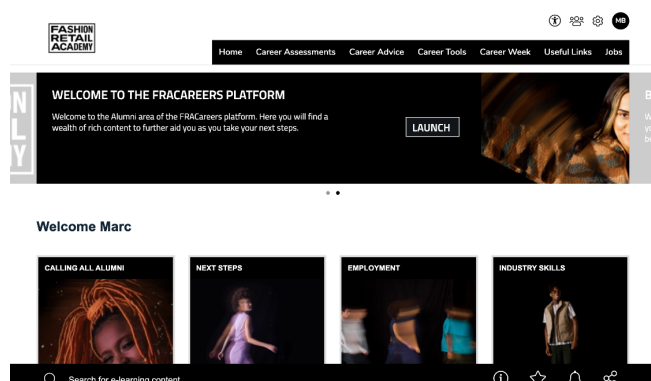 FASHION
RETAIL
ACADEMY
MB
Home Career Assessments Career Advice Career Tools Career Week Useful Links Jobs
WELCOME TO THE FRACAREERS PLATFORM
Welcome to the Alumni area of the FRACareers platform. Here you will find a
wealth of rich content to further aid you as you take your next steps.
LAUNCH
Welcome Marc
CALLING ALL ALUMNI
NEXT STEPS
EMPLOYMENT
INDUSTRY SKILLS
Search for e-learning content